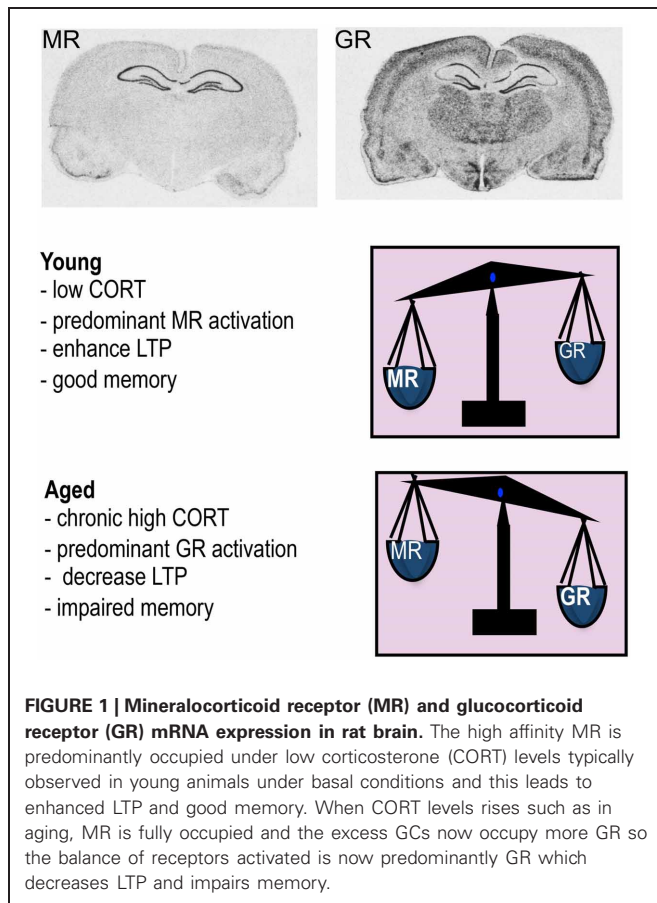 MR
GR
Young
- low CORT
- predominant MR activation
- enhance LTP
- good memory
MR
GR
Aged
- chronic high CORT
- predominant GR activation
- decrease LTP
- impaired memory
MR
GR
FIGURE 1 | Mineralocorticoid receptor (MR) and glucocorticoid
receptor (GR) mRNA expression in rat brain. The high affinity MR is
predominantly occupied under low corticosterone (CORT) levels typically
observed in young animals under basal conditions and this leads to
enhanced LTP and good memory. When CORT levels rises such as in
aging, MR is fully occupied and the excess GCs now occupy more GR so
the balance of receptors activated is now predominantly GR which
decreases LTP and impairs memory.